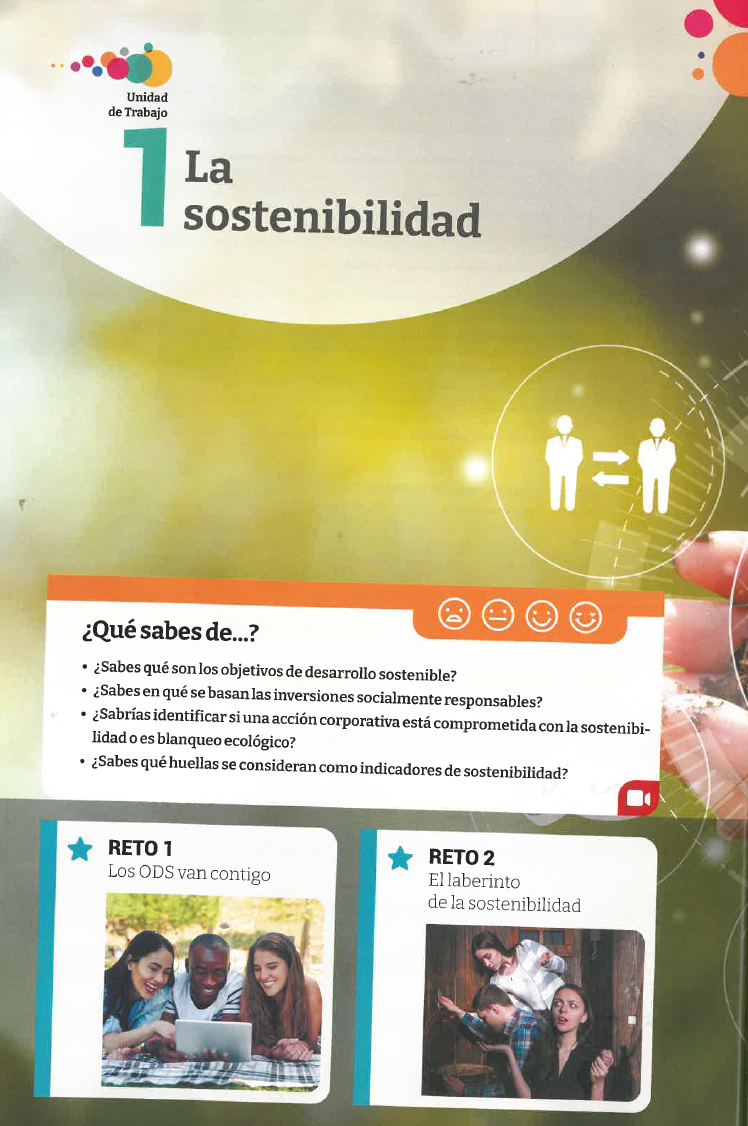 Unidad
de Trabajo
1
La
sostenibilidad
¿Qué sabes de...?
• ¿Sabes qué son los objetivos de desarrollo sostenible?
• ¿Sabes en qué se basan las inversiones socialmente responsables?
• ¿Sabrías identificar si una acción corporativa está comprometida con la sostenibi-
lidad o es blanqueo ecológico?
• ¿Sabes qué huellas se consideran como indicadores de sostenibilidad?
RETO 1
Los ODS van contigo
RETO 2
El laberinto
de la sostenibilidad